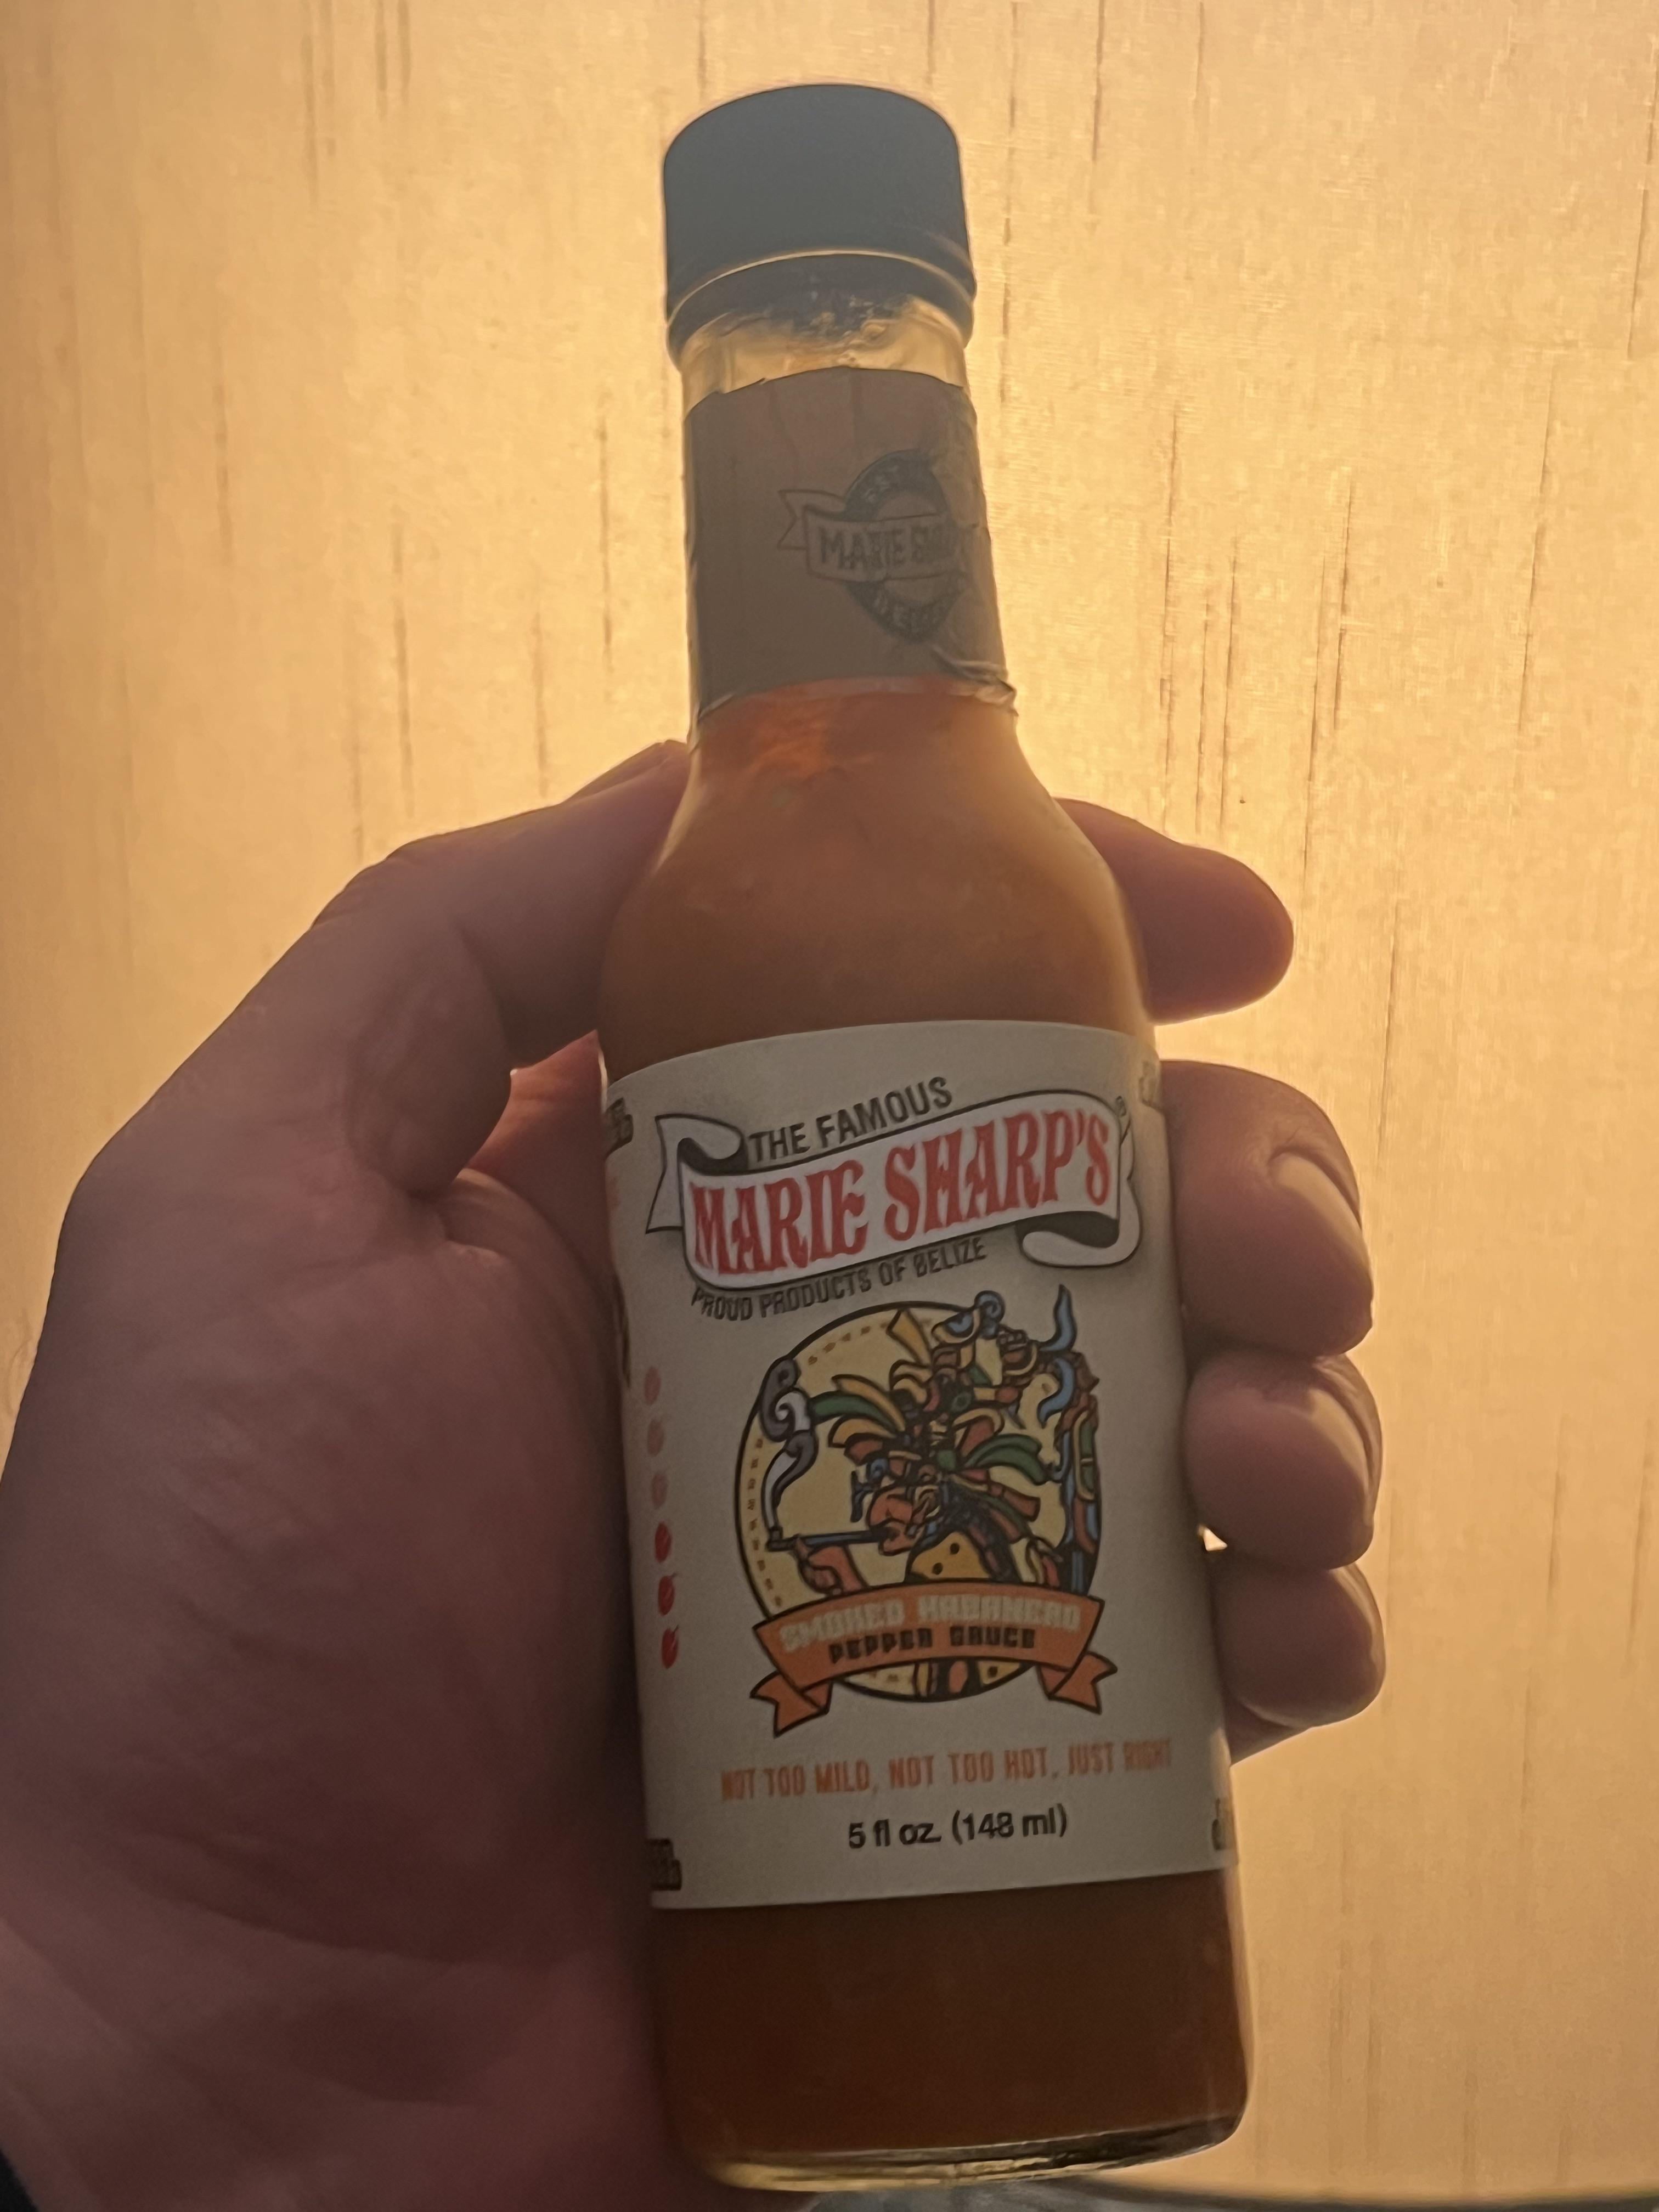 MARIE
THE FAMOUS
MARIE SHARP'S
®
PROUD PRODUCTS OF BELIZE
SMOKED HABANERO
PEPPER SAUCE
NOT TOO MILD, NOT TOO HOT, JUST RIGHT
5 fl oz. (148 ml)